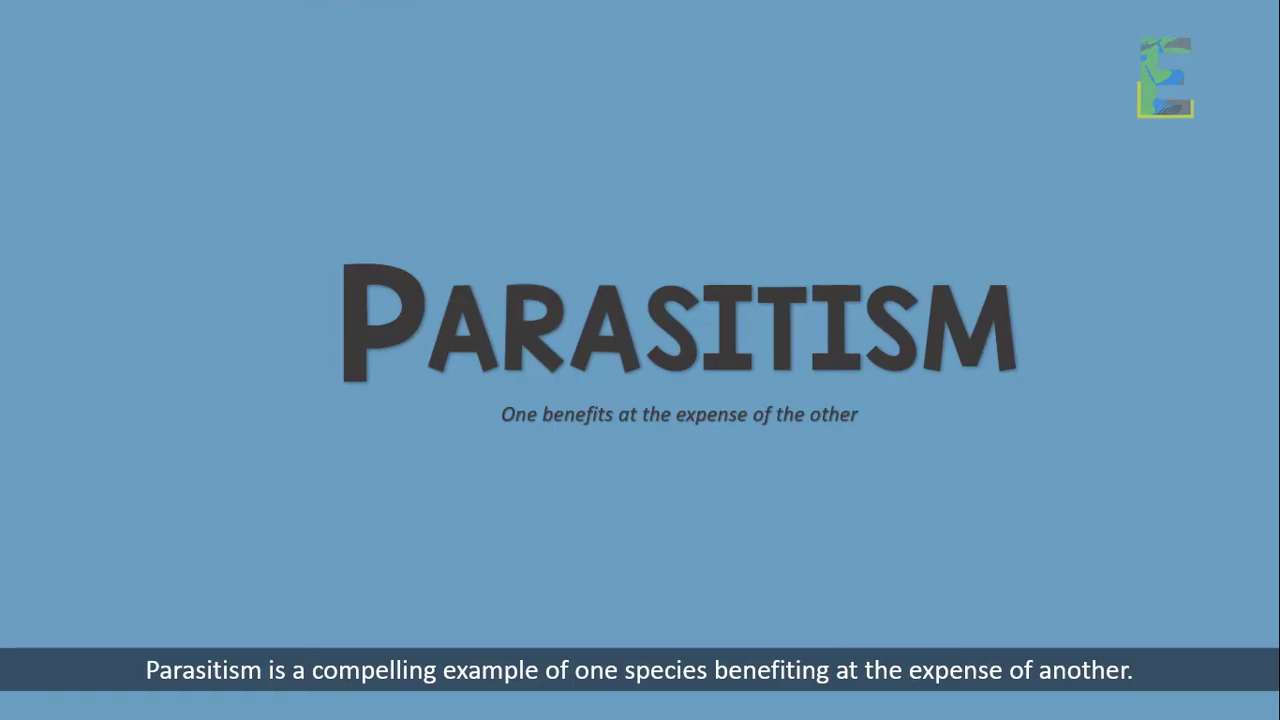 PARASITISM
One benefits at the expense of the other
Parasitism is a compelling example of one species benefiting at the expense of another.